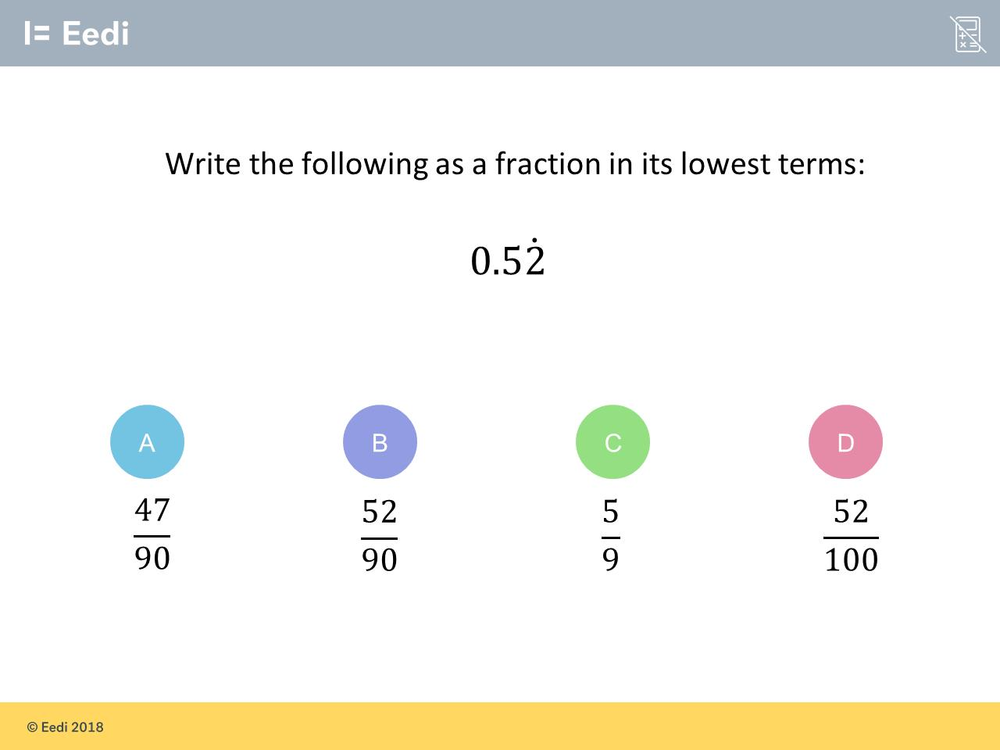 Eedi
Write the following as a fraction in its lowest terms:
0.52̇
A B C D
47/90 52/90 5/9 52/100
© Eedi 2018